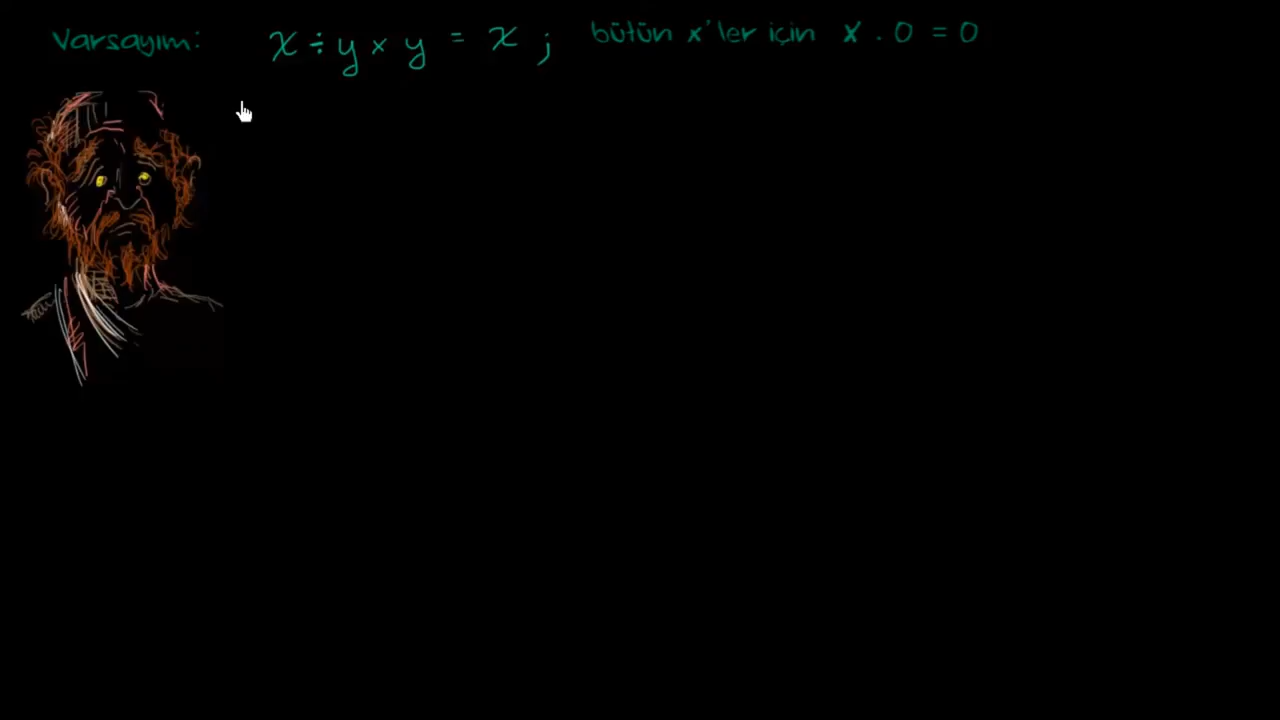 Varsayım: x ÷ y × y = x ; bütün x'ler için x . 0 = 0